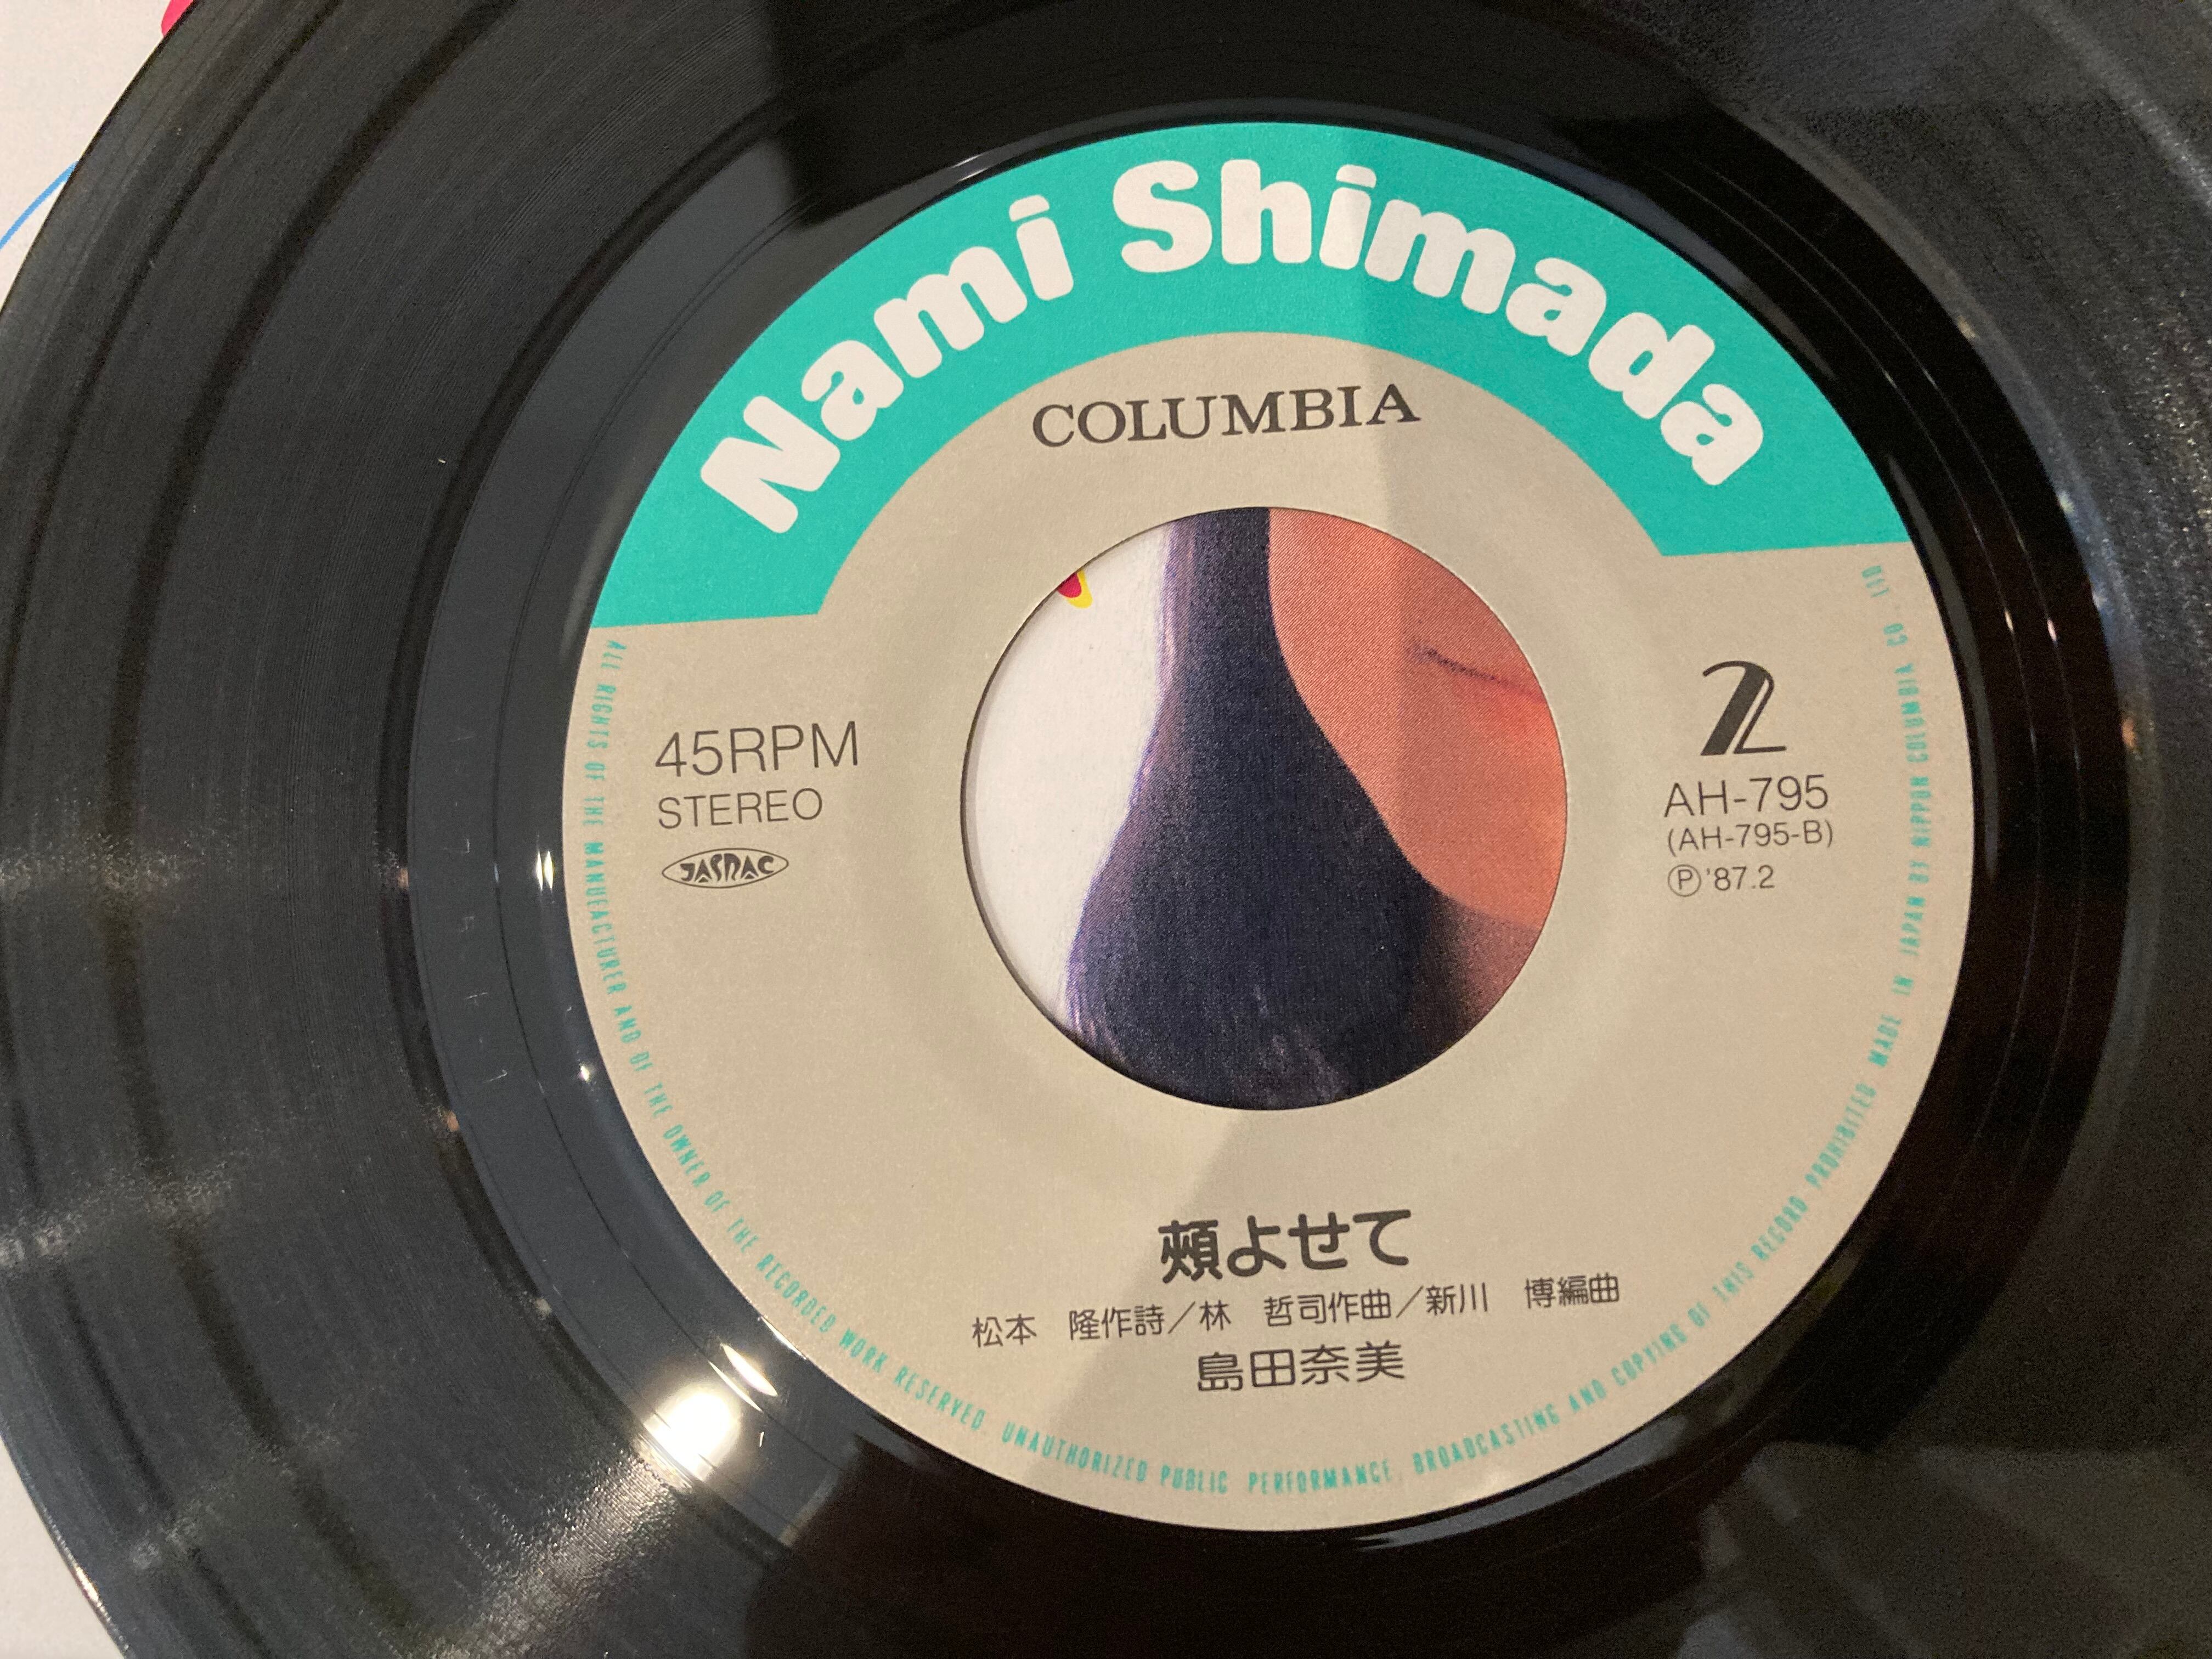 Nami Shimada
COLUMBIA
45RPM
STEREO
JASRAC
2
AH-795
(AH-795-B)
Ⓟ'87.2
頰よせて
松本　隆作詩／林　哲司作曲／新川　博編曲
島田奈美
ALL RIGHTS OF THE MANUFACTURER AND OF THE OWNER OF THE RECORDED WORK RESERVED. UNAUTHORIZED PUBLIC PERFORMANCE, BROADCASTING AND COPYING OF THIS RECORD PROHIBITED. MADE IN JAPAN BY NIPPON COLUMBIA CO., LTD.